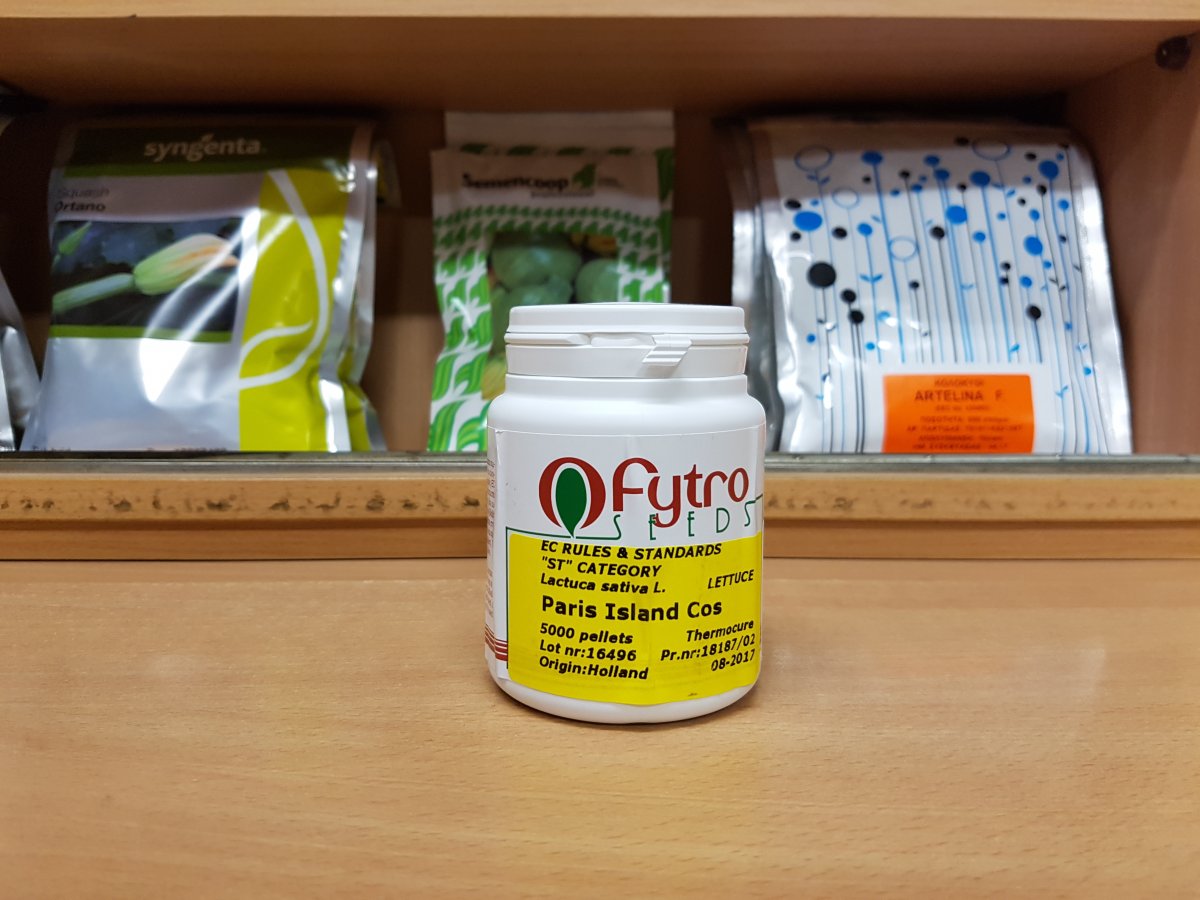 syngenta
Squash
Ortano
Semencoop
ΚΟΛΟΚΥΘΙ
ARTELINA F.
Fytro
SEEDS
EC RULES & STANDARDS
"ST" CATEGORY
Lactuca sativa L. LETTUCE
Paris Island Cos
5000 pellets Thermocure
Lot nr:16496 Pr.nr:18187/02
Origin:Holland 08-2017